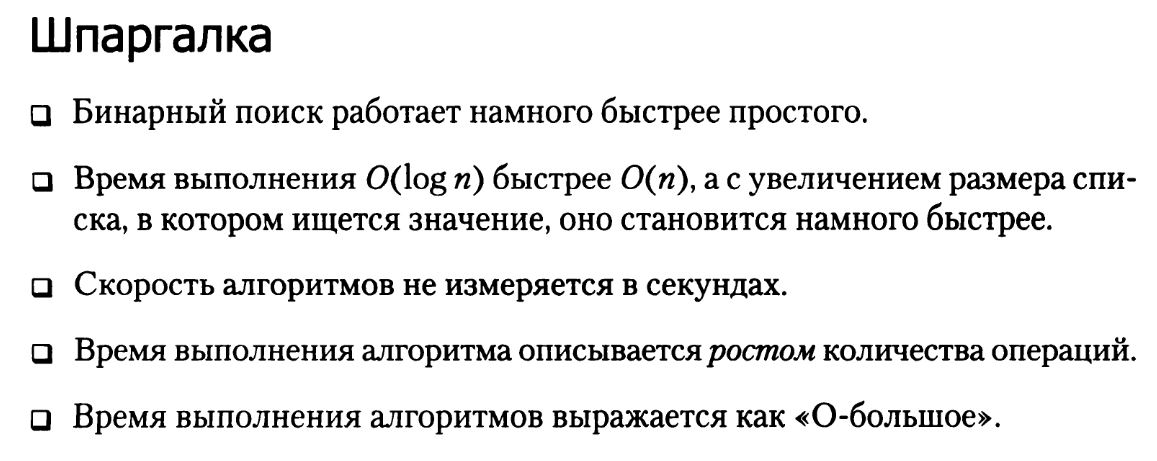 Шпаргалка
❑ Бинарный поиск работает намного быстрее простого.
❑ Время выполнения O(log n) быстрее O(n), а с увеличением размера спи-
ска, в котором ищется значение, оно становится намного быстрее.
❑ Скорость алгоритмов не измеряется в секундах.
❑ Время выполнения алгоритма описывается ростом количества операций.
❑ Время выполнения алгоритмов выражается как «О-большое».